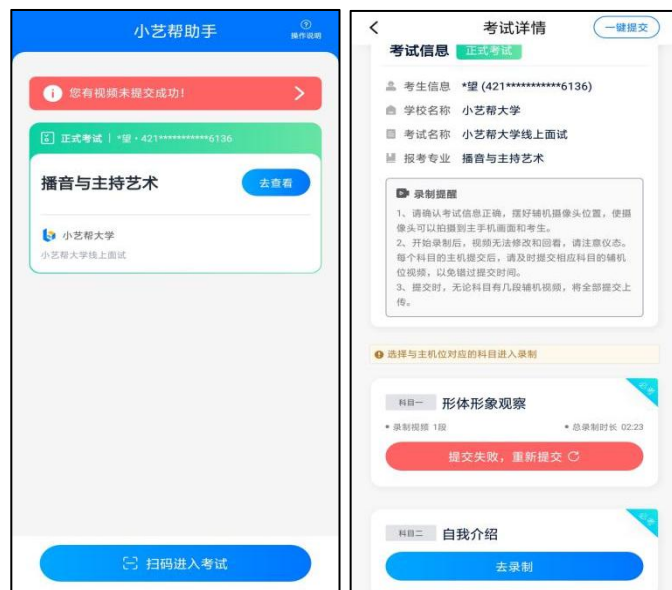 小艺帮助手
操作说明
您有视频未提交成功！
正式考试 | *望·421***********6136
播音与主持艺术
去查看
小艺帮大学
小艺帮大学线上面试
扫码进入考试
考试详情
一键提交
考试信息 正式考试
考生信息 *望 (421***********6136)
学校名称 小艺帮大学
考试名称 小艺帮大学线上面试
报考专业 播音与主持艺术
录制提醒
1、请确认考试信息正确，摆好辅机摄像头位置，使摄
像头可以拍摄到主手机画面和考生。
2、开始录制后，视频无法修改和回看，请注意仪态。
每个科目的主机提交后，请及时提交相应科目的辅机
位视频，以免错过提交时间。
3、提交时，无论科目有几段辅机视频，将全部提交上
传。
选择与主机位对应的科目进入录制
必考
科目一 形体形象观察
• 录制视频 1段 • 总录制时长 02:23
提交失败，重新提交
必考
科目二 自我介绍
去录制